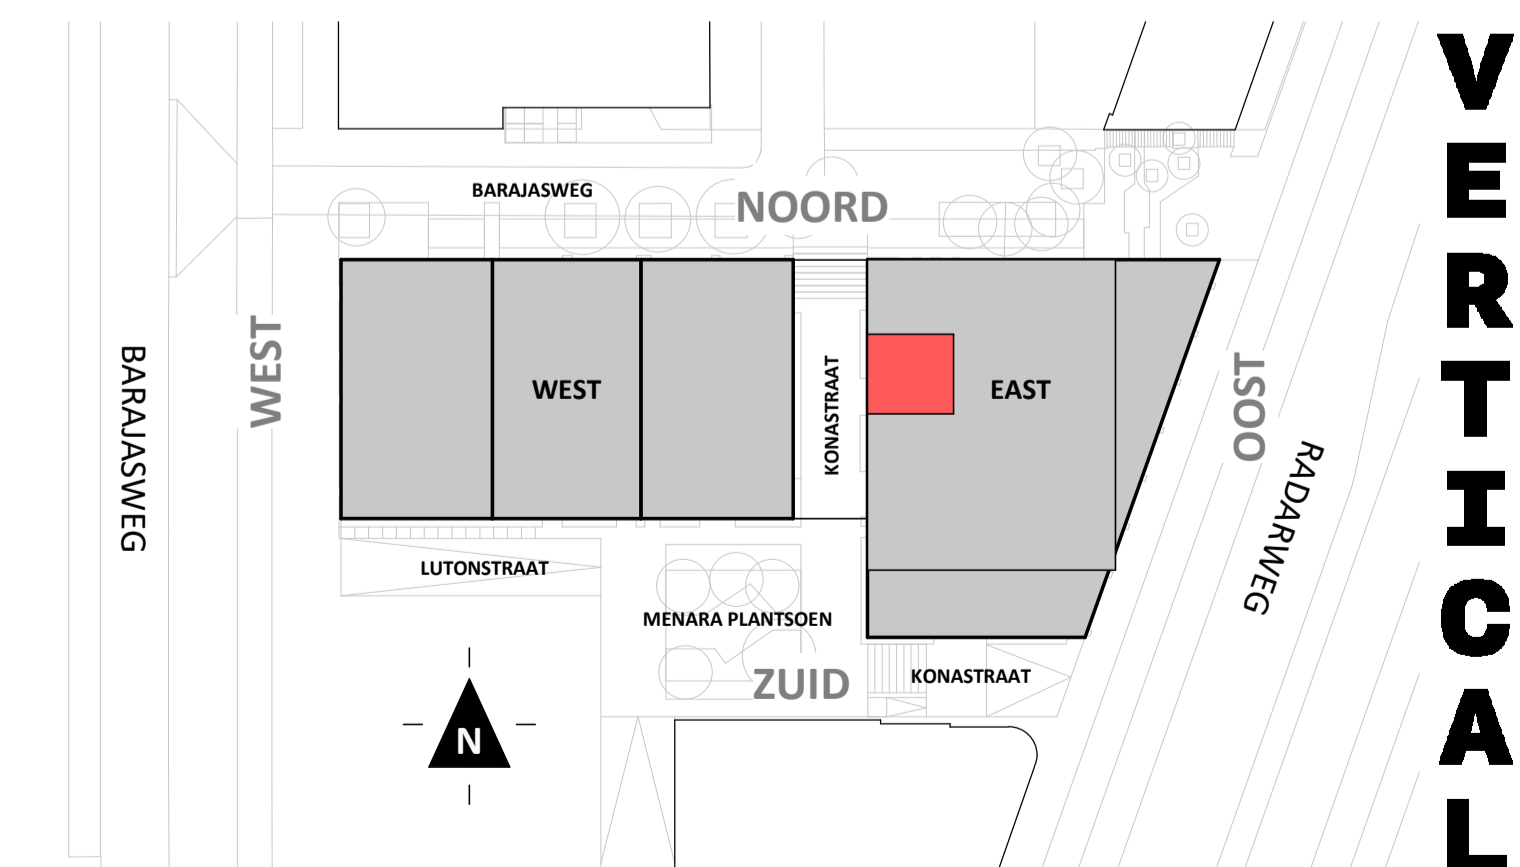 BARAJASWEG
NOORD
WEST
BARAJASWEG
WEST
KONASTRAAT
EAST
OOST
RADARWEG
LUTONSTRAAT
MENARA PLANTSOEN
ZUID
KONASTRAAT
N
VERTICAL